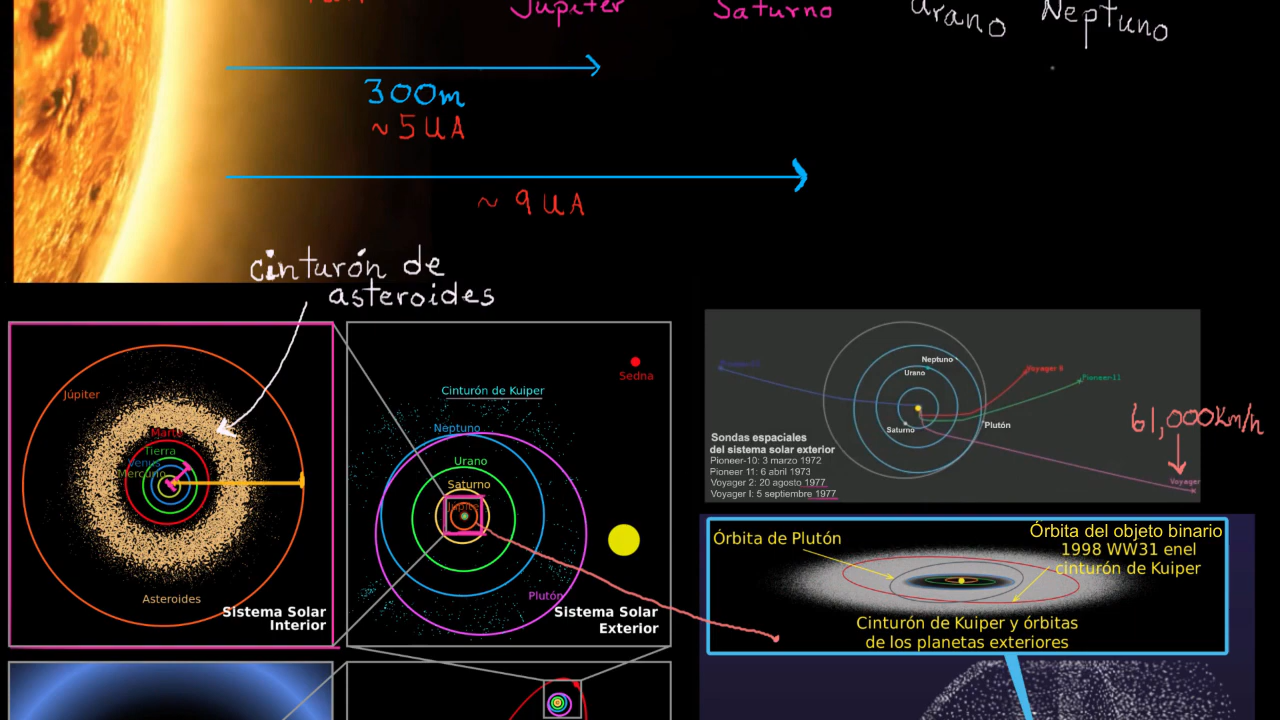 Júpiter
Saturno
Urano
Neptuno
300m
~5UA
~ 9 UA
cinturón de
asteroides
Júpiter
Marte
Tierra
Venus
Mercurio
Asteroides
Sistema Solar
Interior
Sedna
Cinturón de Kuiper
Neptuno
Urano
Saturno
Júpiter
Plutón
Sistema Solar
Exterior
Neptuno
Urano
Saturno
Plutón
Voyager
Pioneer-11
61,000Km/h
Voyager
Sondas espaciales
del sistema solar exterior
Pioneer-10: 3 marzo 1972
Pioneer 11: 6 abril 1973
Voyager 2: 20 agosto 1977
Voyager I: 5 septiembre 1977
Órbita de Plutón
Órbita del objeto binario
1998 WW31 enel
cinturón de Kuiper
Cinturón de Kuiper y órbitas
de los planetas exteriores